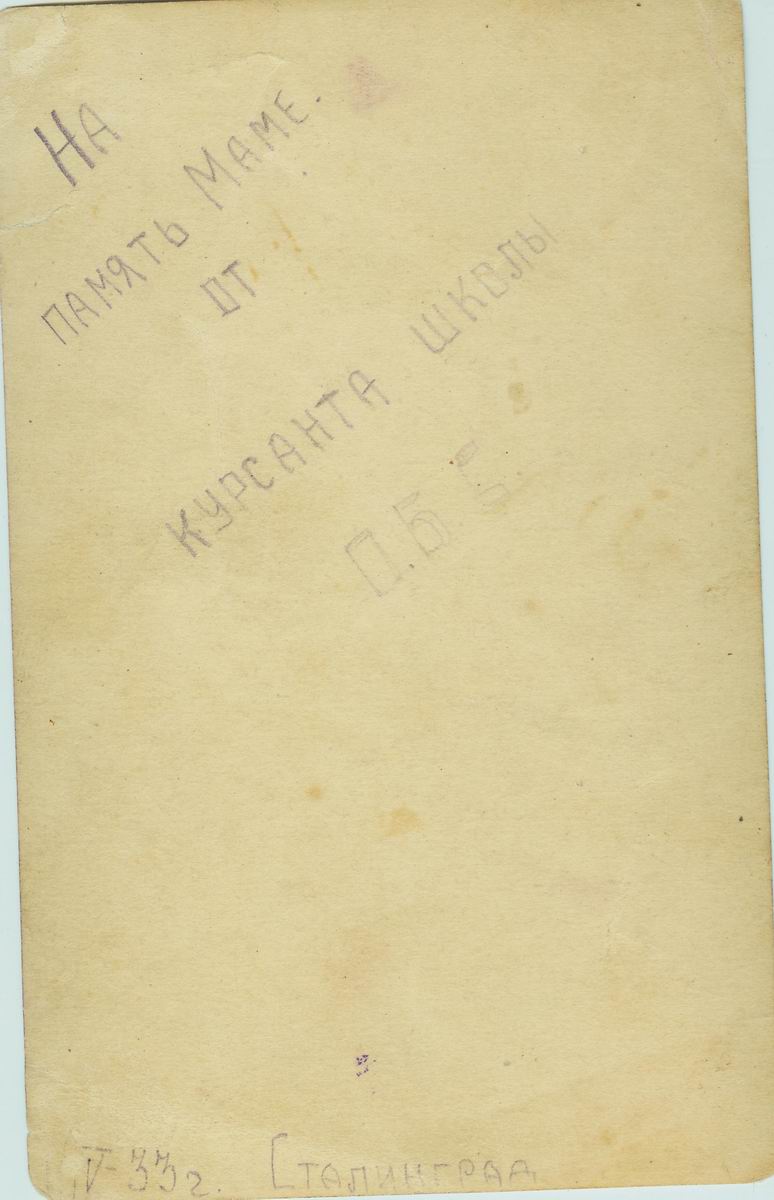 На
память Маме.
от
курсанта школы
О.Б.
V-33г. Сталинград